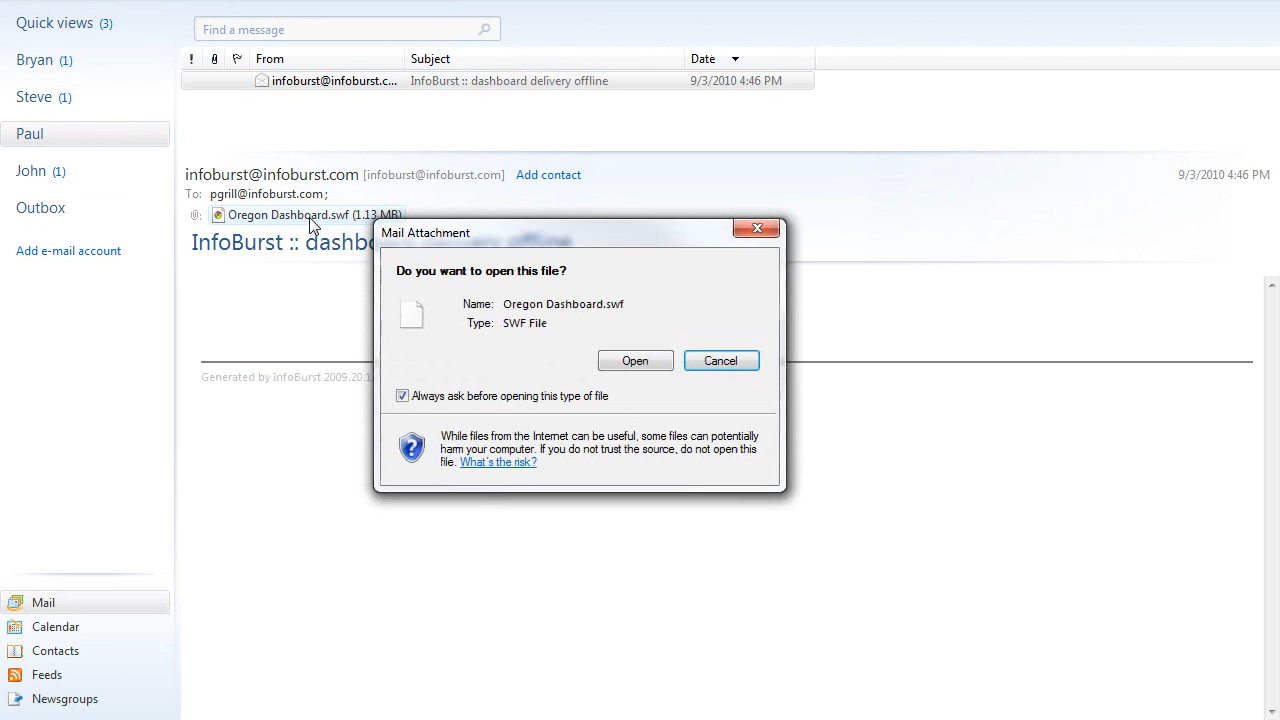 Quick views (3)
Bryan (1)
Steve (1)
Paul
John (1)
Outbox
Add e-mail account
Mail
Calendar
Contacts
Feeds
Newsgroups
Find a message
! From Subject Date
infoburst@infoburst.c... InfoBurst :: dashboard delivery offline 9/3/2010 4:46 PM
infoburst@infoburst.com [infoburst@infoburst.com] Add contact 9/3/2010 4:46 PM
To: pgrill@infoburst.com;
Oregon Dashboard.swf (1.13 MB)
InfoBurst :: dashboard delivery offline
Generated by InfoBurst 2009.20.1
Mail Attachment
Do you want to open this file?
Name: Oregon Dashboard.swf
Type: SWF File
Open Cancel
Always ask before opening this type of file
While files from the Internet can be useful, some files can potentially
harm your computer. If you do not trust the source, do not open this
file. What's the risk?